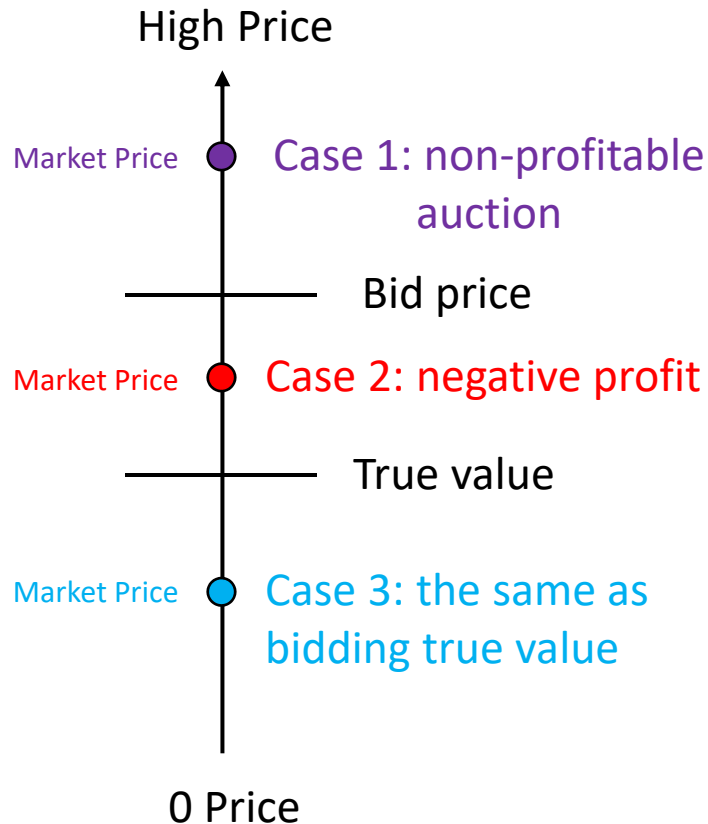 High Price
Market Price
Case 1: non-profitable
auction
Bid price
Market Price
Case 2: negative profit
True value
Market Price
Case 3: the same as
bidding true value
0 Price